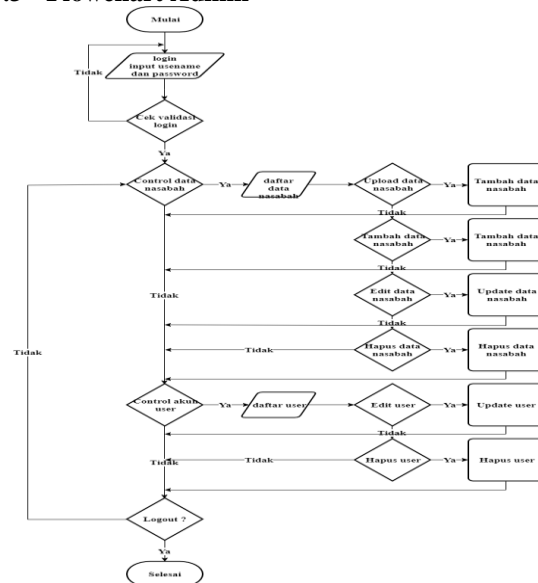 Flowchart Admin
Mulai
login
input usename
dan password
Tidak
Cek validasi
login
Ya
Control data
nasabah
Ya
daftar
data
nasabah
Upload data
nasabah
Ya
Tambah data
nasabah
Tidak
Tambah data
nasabah
Ya
Tambah data
nasabah
Tidak
Tidak
Edit data
nasabah
Ya
Update data
nasabah
Tidak
Tidak
Tidak
Hapus data
nasabah
Ya
Hapus data
nasabah
Control akun
user
Ya
daftar user
Edit user
Ya
Update user
Tidak
Tidak
Tidak
Hapus user
Ya
Hapus user
Logout ?
Ya
Selesai